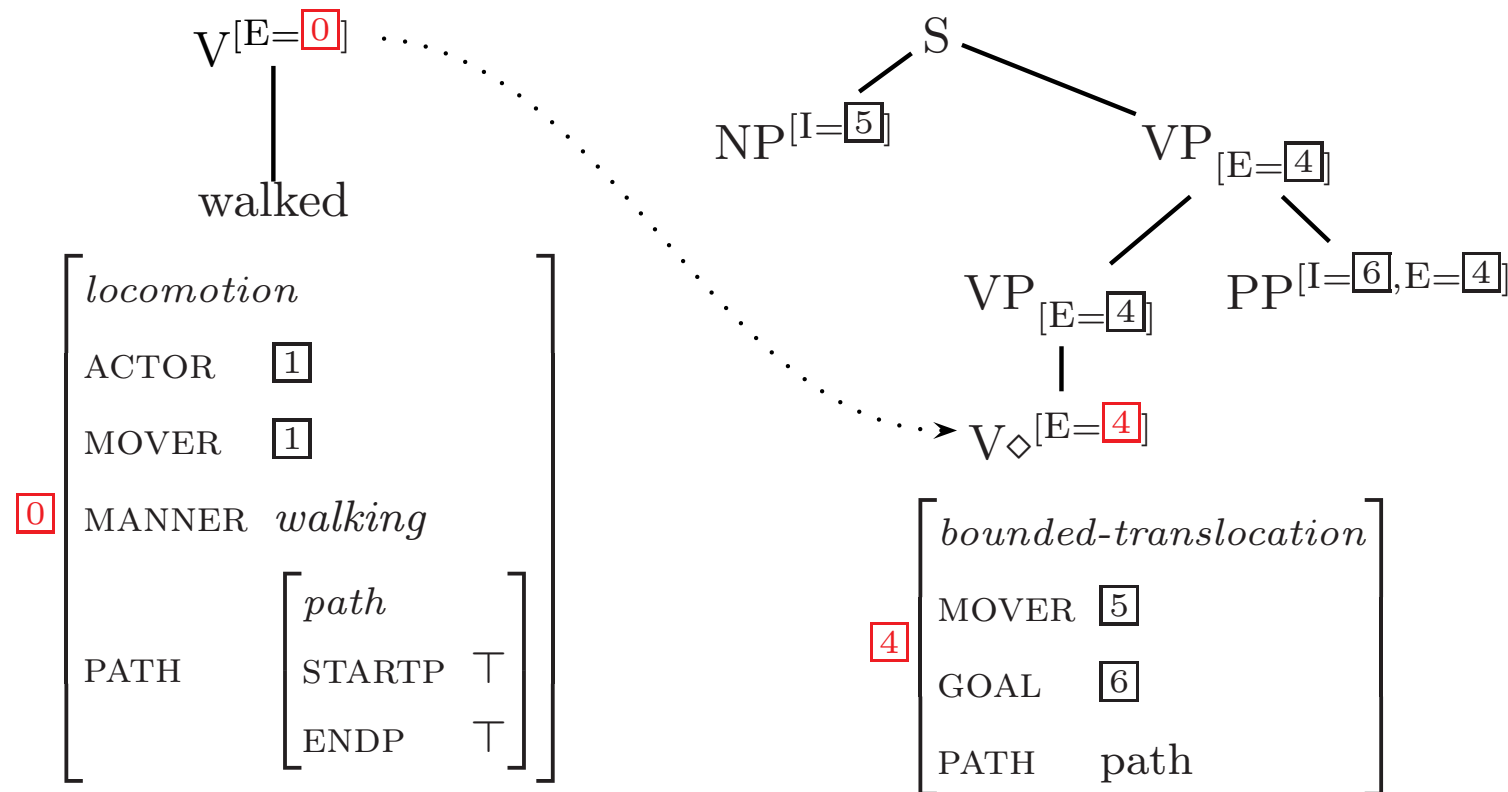 V[E=0]
walked
0
locomotion
ACTOR 1
MOVER 1
MANNER walking
PATH
path
STARTP ⊤
ENDP ⊤
S
NP[I=5]
VP[E=4]
VP[E=4]
PP[I=6,E=4]
V◇[E=4]
4
bounded-translocation
MOVER 5
GOAL 6
PATH path